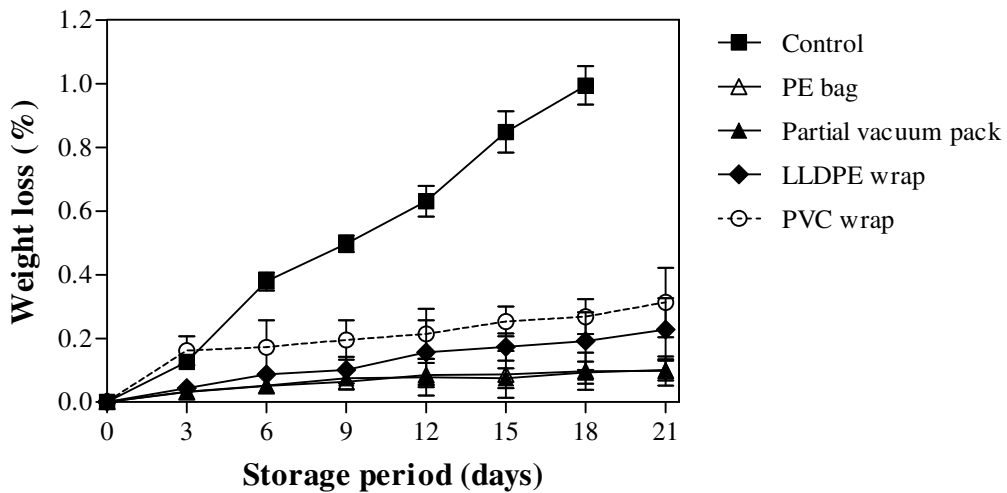 1.2
1.0
0.8
0.6
0.4
0.2
0.0
Weight loss (%)
0 3 6 9 12 15 18 21
Storage period (days)
Control
PE bag
Partial vacuum pack
LLDPE wrap
PVC wrap